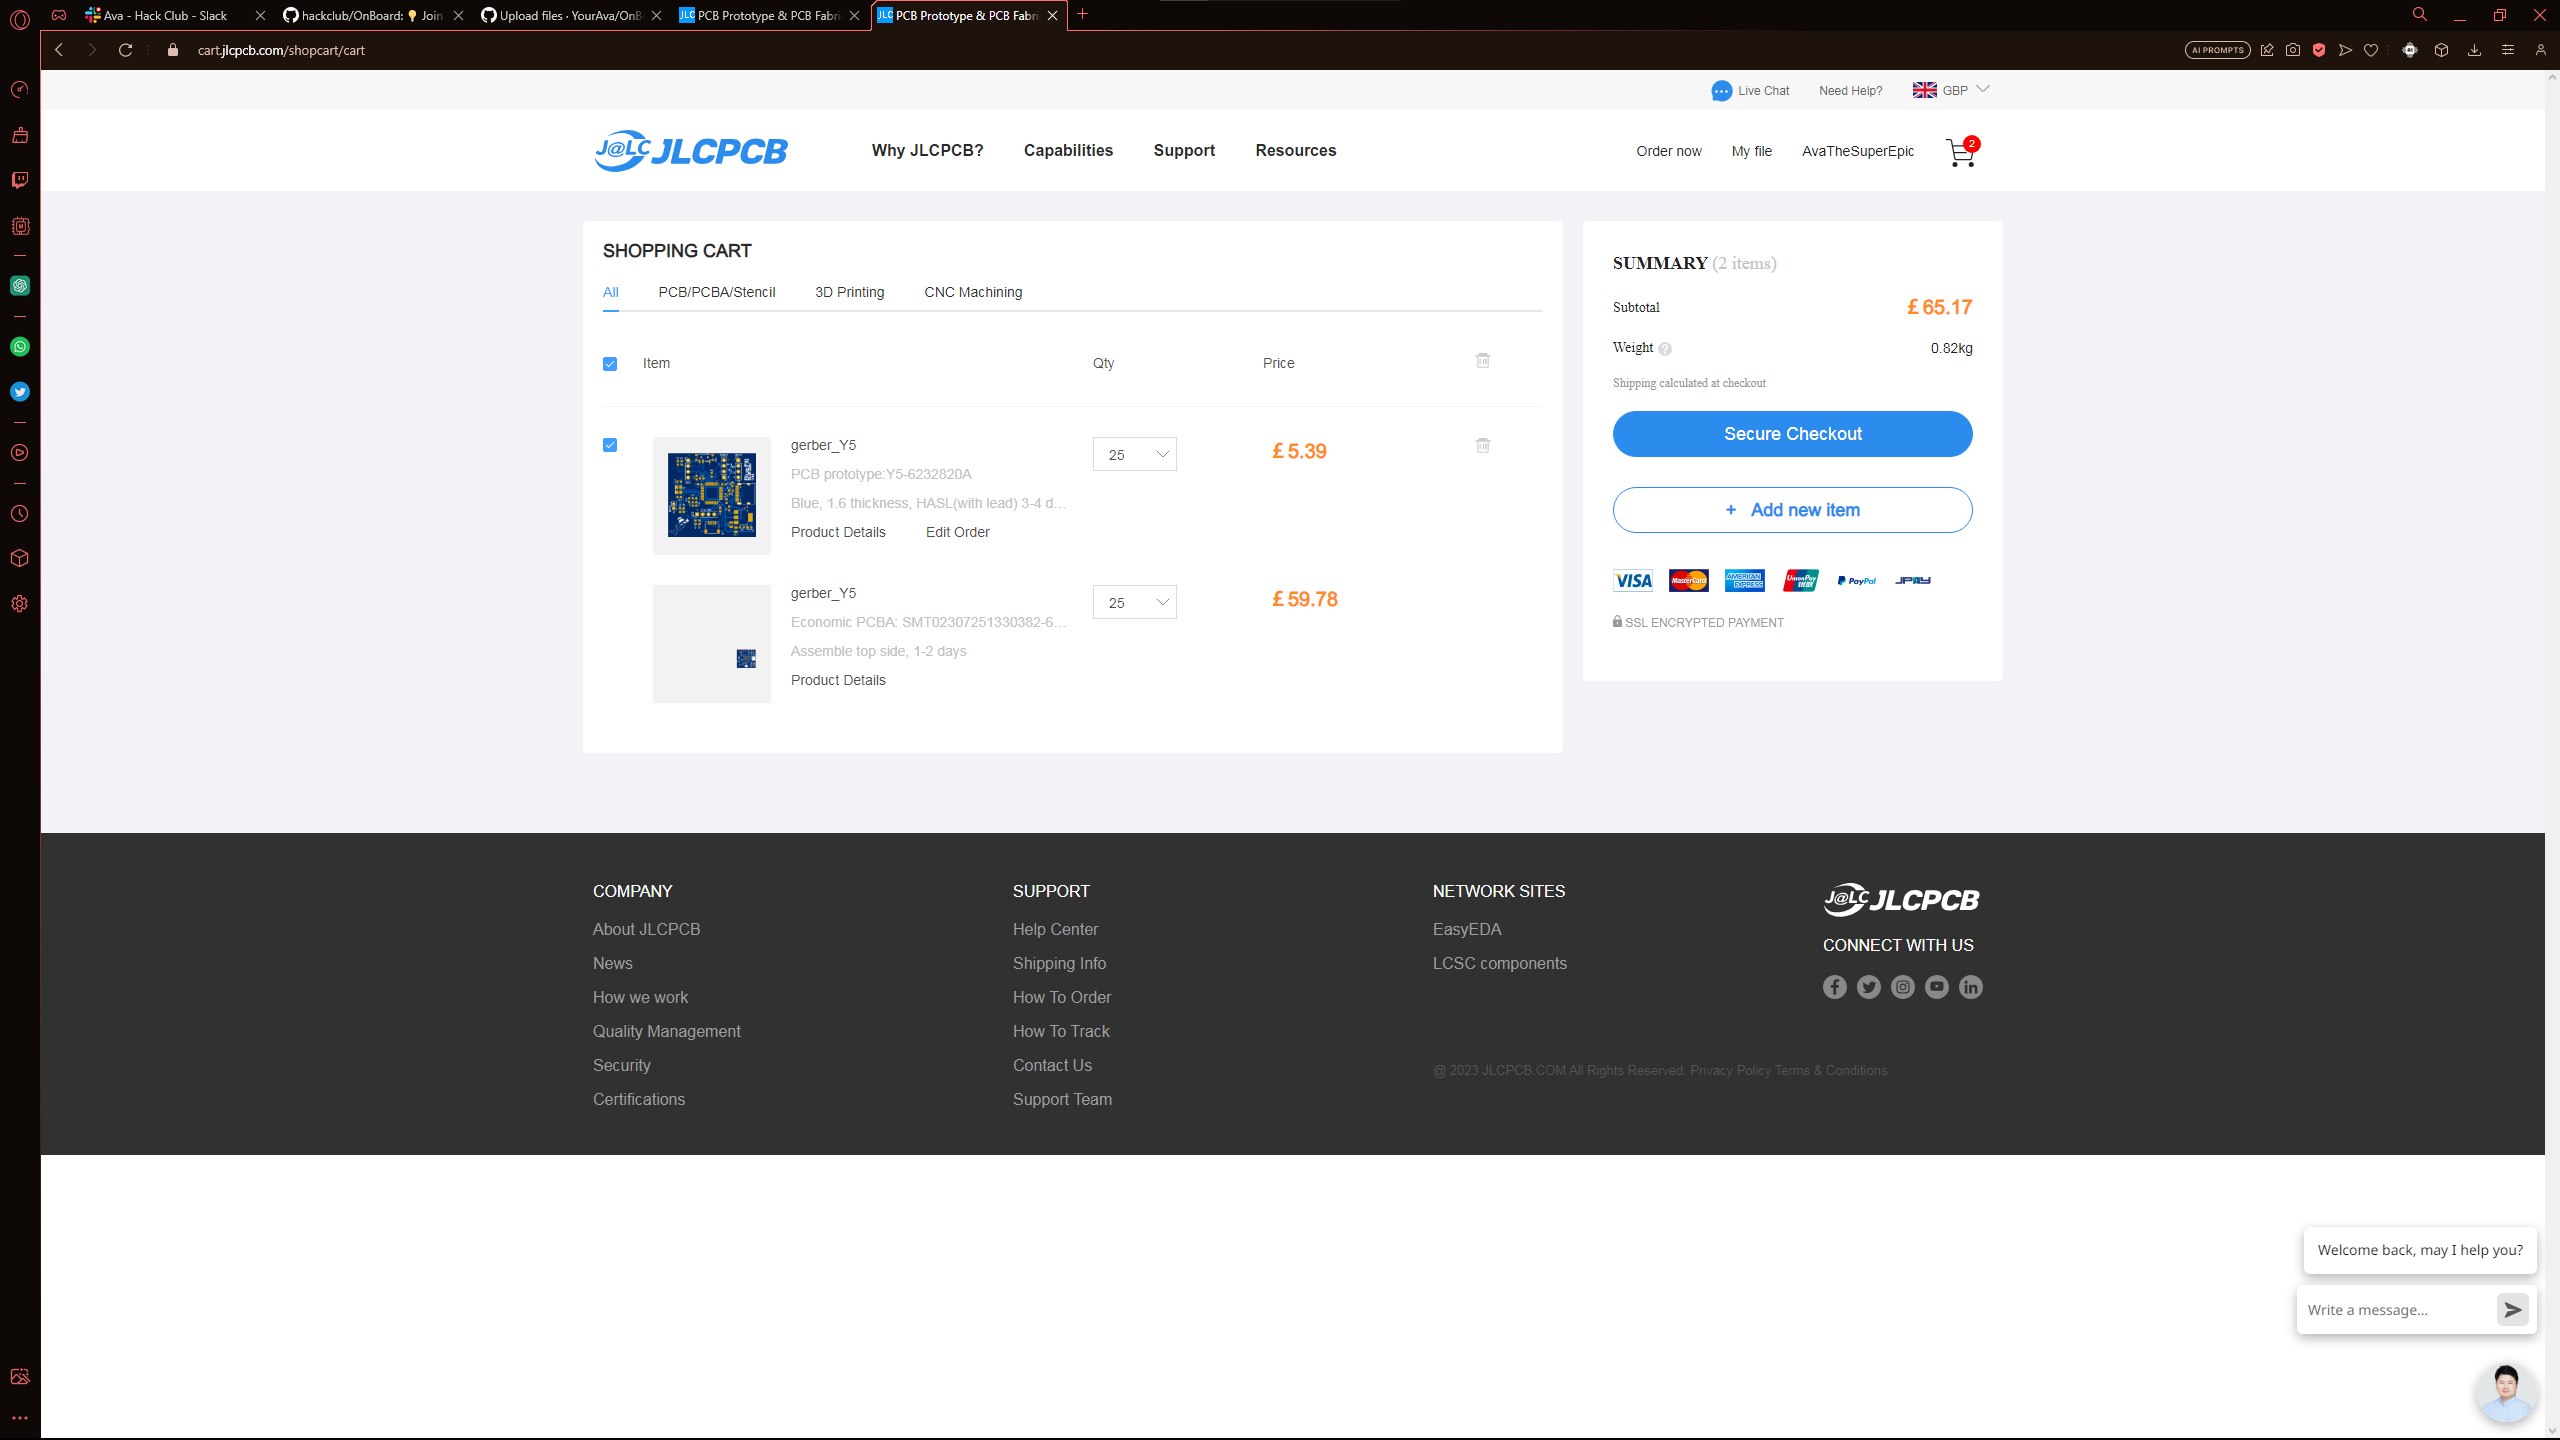 Ava - Hack Club - Slack
hackclub/OnBoard: 💡 Join
Upload files · YourAva/OnB
PCB Prototype & PCB Fabri
PCB Prototype & PCB Fabri
cart.jlcpcb.com/shopcart/cart
AI PROMPTS
Live Chat
Need Help?
GBP
J@LC JLCPCB
Why JLCPCB?
Capabilities
Support
Resources
Order now
My file
AvaTheSuperEpic
2
SHOPPING CART
All
PCB/PCBA/Stencil
3D Printing
CNC Machining
Item
Qty
Price
gerber_Y5
PCB prototype:Y5-6232820A
Blue, 1.6 thickness, HASL(with lead) 3-4 d...
Product Details
Edit Order
25
£ 5.39
gerber_Y5
Economic PCBA: SMT02307251330382-6...
Assemble top side, 1-2 days
Product Details
25
£ 59.78
SUMMARY (2 items)
Subtotal
£ 65.17
Weight ?
0.82kg
Shipping calculated at checkout
Secure Checkout
+ Add new item
VISA
MasterCard
AMERICAN EXPRESS
UnionPay
PayPal
JPAY
SSL ENCRYPTED PAYMENT
COMPANY
About JLCPCB
News
How we work
Quality Management
Security
Certifications
SUPPORT
Help Center
Shipping Info
How To Order
How To Track
Contact Us
Support Team
NETWORK SITES
EasyEDA
LCSC components
J@LC JLCPCB
CONNECT WITH US
@ 2023 JLCPCB.COM All Rights Reserved. Privacy Policy Terms & Conditions
Welcome back, may I help you?
Write a message...